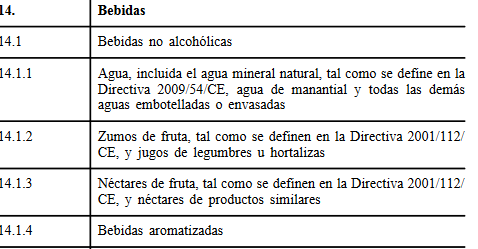 14. Bebidas
14.1 Bebidas no alcohólicas
14.1.1 Agua, incluida el agua mineral natural, tal como se define en la
Directiva 2009/54/CE, agua de manantial y todas las demás
aguas embotelladas o envasadas
14.1.2 Zumos de fruta, tal como se definen en la Directiva 2001/112/
CE, y jugos de legumbres u hortalizas
14.1.3 Néctares de fruta, tal como se definen en la Directiva 2001/112/
CE, y néctares de productos similares
14.1.4 Bebidas aromatizadas